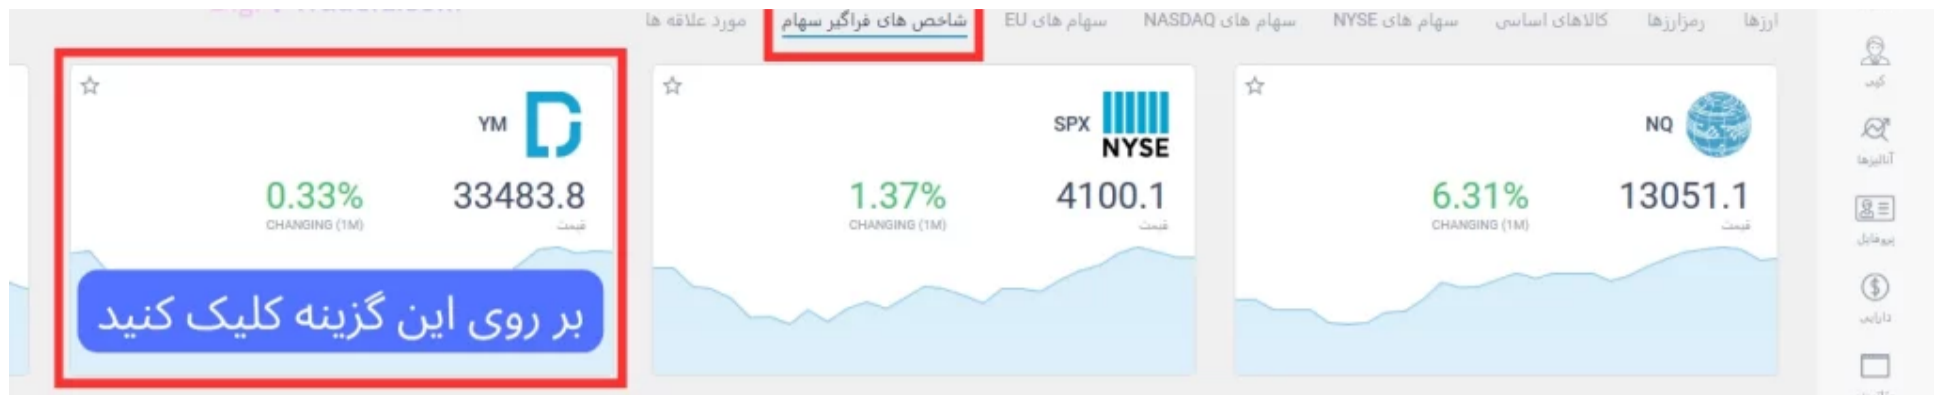 ارزها
رمزارزها
کالاهای اساسی
سهام های NYSE
سهام های NASDAQ
سهام های EU
شاخص های فراگیر سهام
مورد علاقه ها
کپی
آنالیزها
پروفایل
دارایی
NQ
13051.1
قیمت
6.31%
CHANGING (1M)
SPX
NYSE
4100.1
قیمت
1.37%
CHANGING (1M)
YM
33483.8
قیمت
0.33%
CHANGING (1M)
بر روی این گزینه کلیک کنید